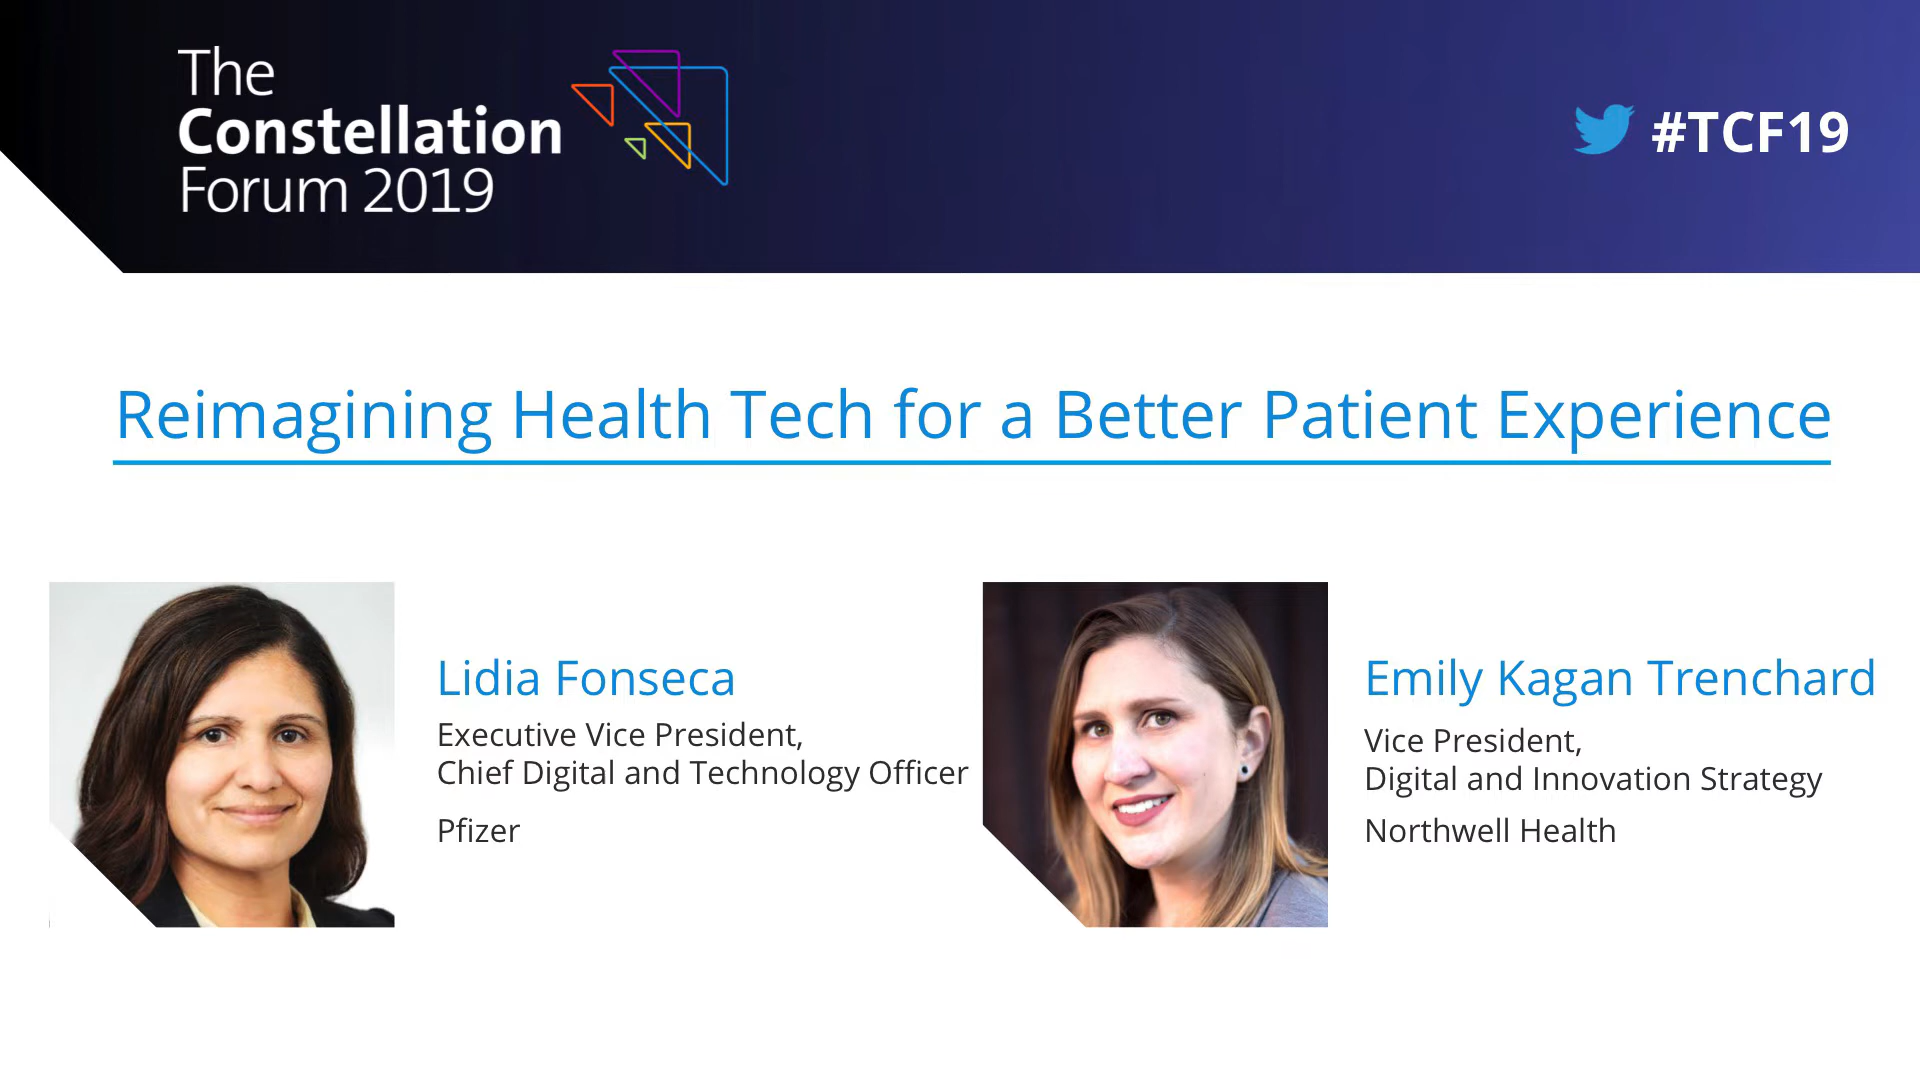 The
Constellation
Forum 2019
#TCF19
Reimagining Health Tech for a Better Patient Experience
Lidia Fonseca
Executive Vice President,
Chief Digital and Technology Officer
Pfizer
Emily Kagan Trenchard
Vice President,
Digital and Innovation Strategy
Northwell Health